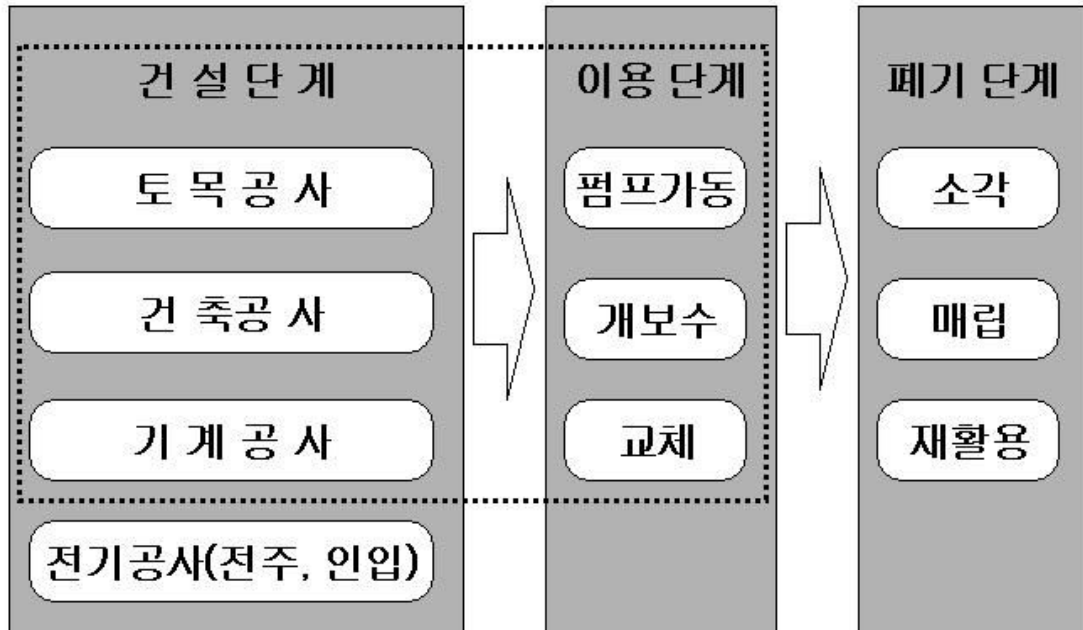 건 설 단 계
토 목 공 사
건 축공 사
기 계 공 사
전기공사(전주, 인입)
이용 단계
펌프가동
개보수
교체
폐기 단계
소각
매립
재활용